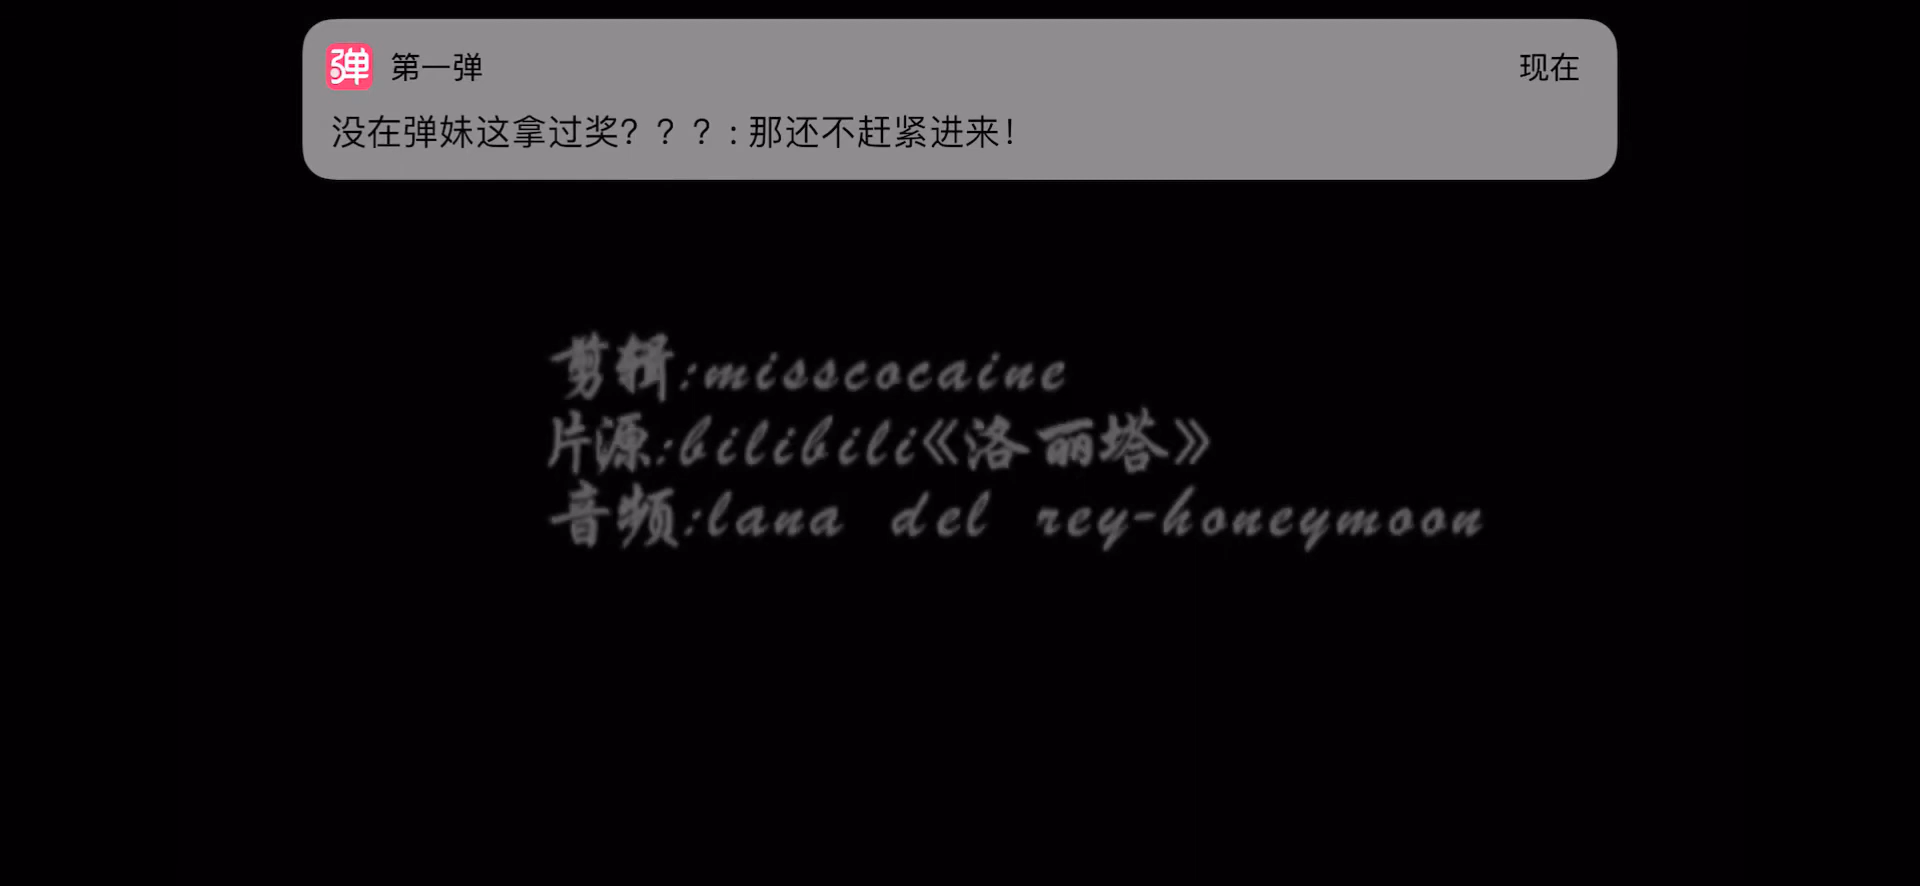 弹 第一弹 现在
没在弹妹这拿过奖？？？：那还不赶紧进来！
剪辑:misscocaine
片源:bilibili《洛丽塔》
音频:lana del rey-honeymoon